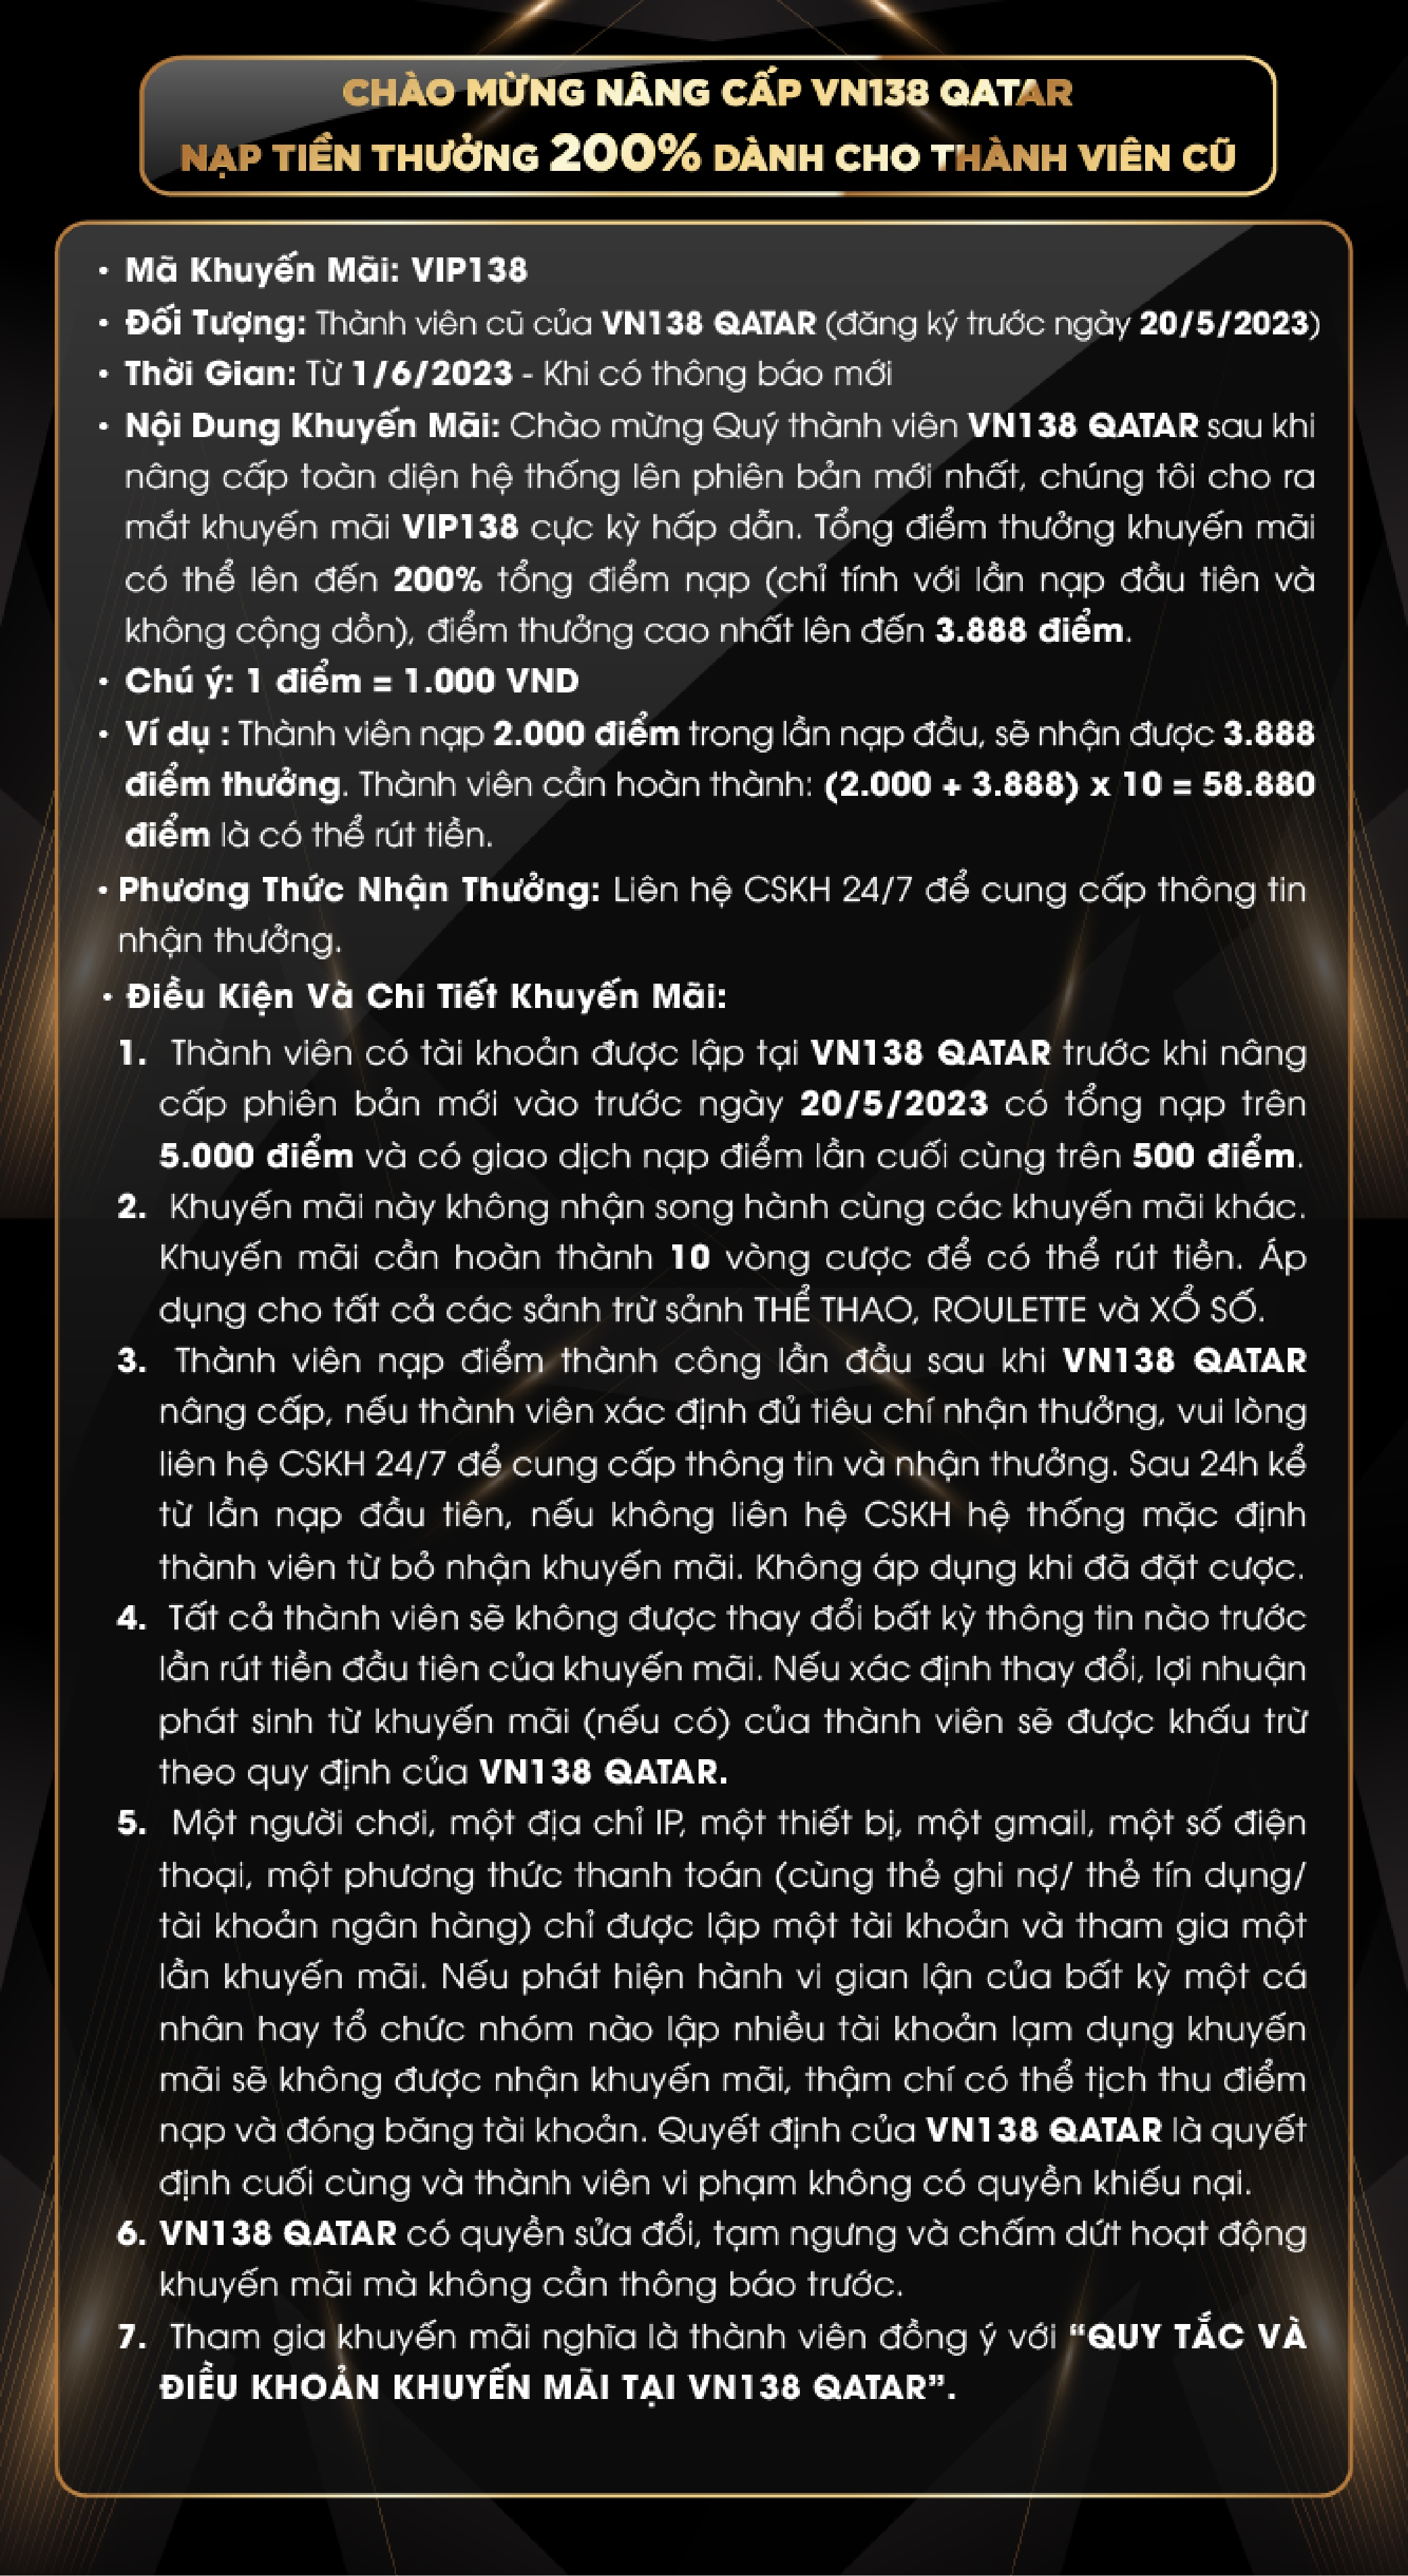 CHÀO MỪNG NÂNG CẤP VN138 QATAR
NẠP TIỀN THƯỞNG 200% DÀNH CHO THÀNH VIÊN CŨ
• Mã Khuyến Mãi: VIP138
• Đối Tượng: Thành viên cũ của VN138 QATAR (đăng ký trước ngày 20/5/2023)
• Thời Gian: Từ 1/6/2023 - Khi có thông báo mới
• Nội Dung Khuyến Mãi: Chào mừng Quý thành viên VN138 QATAR sau khi
nâng cấp toàn diện hệ thống lên phiên bản mới nhất, chúng tôi cho ra
mắt khuyến mãi VIP138 cực kỳ hấp dẫn. Tổng điểm thưởng khuyến mãi
có thể lên đến 200% tổng điểm nạp (chỉ tính với lần nạp đầu tiên và
không cộng dồn), điểm thưởng cao nhất lên đến 3.888 điểm.
• Chú ý: 1 điểm = 1.000 VND
• Ví dụ : Thành viên nạp 2.000 điểm trong lần nạp đầu, sẽ nhận được 3.888
điểm thưởng. Thành viên cần hoàn thành: (2.000 + 3.888) x 10 = 58.880
điểm là có thể rút tiền.
• Phương Thức Nhận Thưởng: Liên hệ CSKH 24/7 để cung cấp thông tin
nhận thưởng.
• Điều Kiện Và Chi Tiết Khuyến Mãi:
1. Thành viên có tài khoản được lập tại VN138 QATAR trước khi nâng
cấp phiên bản mới vào trước ngày 20/5/2023 có tổng nạp trên
5.000 điểm và có giao dịch nạp điểm lần cuối cùng trên 500 điểm.
2. Khuyến mãi này không nhận song hành cùng các khuyến mãi khác.
Khuyến mãi cần hoàn thành 10 vòng cược để có thể rút tiền. Áp
dụng cho tất cả các sảnh trừ sảnh THỂ THAO, ROULETTE và XỔ SỐ.
3. Thành viên nạp điểm thành công lần đầu sau khi VN138 QATAR
nâng cấp, nếu thành viên xác định đủ tiêu chí nhận thưởng, vui lòng
liên hệ CSKH 24/7 để cung cấp thông tin và nhận thưởng. Sau 24h kể
từ lần nạp đầu tiên, nếu không liên hệ CSKH hệ thống mặc định
thành viên từ bỏ nhận khuyến mãi. Không áp dụng khi đã đặt cược.
4. Tất cả thành viên sẽ không được thay đổi bất kỳ thông tin nào trước
lần rút tiền đầu tiên của khuyến mãi. Nếu xác định thay đổi, lợi nhuận
phát sinh từ khuyến mãi (nếu có) của thành viên sẽ được khấu trừ
theo quy định của VN138 QATAR.
5. Một người chơi, một địa chỉ IP, một thiết bị, một gmail, một số điện
thoại, một phương thức thanh toán (cùng thẻ ghi nợ/ thẻ tín dụng/
tài khoản ngân hàng) chỉ được lập một tài khoản và tham gia một
lần khuyến mãi. Nếu phát hiện hành vi gian lận của bất kỳ một cá
nhân hay tổ chức nhóm nào lập nhiều tài khoản lạm dụng khuyến
mãi sẽ không được nhận khuyến mãi, thậm chí có thể tịch thu điểm
nạp và đóng băng tài khoản. Quyết định của VN138 QATAR là quyết
định cuối cùng và thành viên vi phạm không có quyền khiếu nại.
6. VN138 QATAR có quyền sửa đổi, tạm ngưng và chấm dứt hoạt động
khuyến mãi mà không cần thông báo trước.
7. Tham gia khuyến mãi nghĩa là thành viên đồng ý với “QUY TẮC VÀ
ĐIỀU KHOẢN KHUYẾN MÃI TẠI VN138 QATAR”.